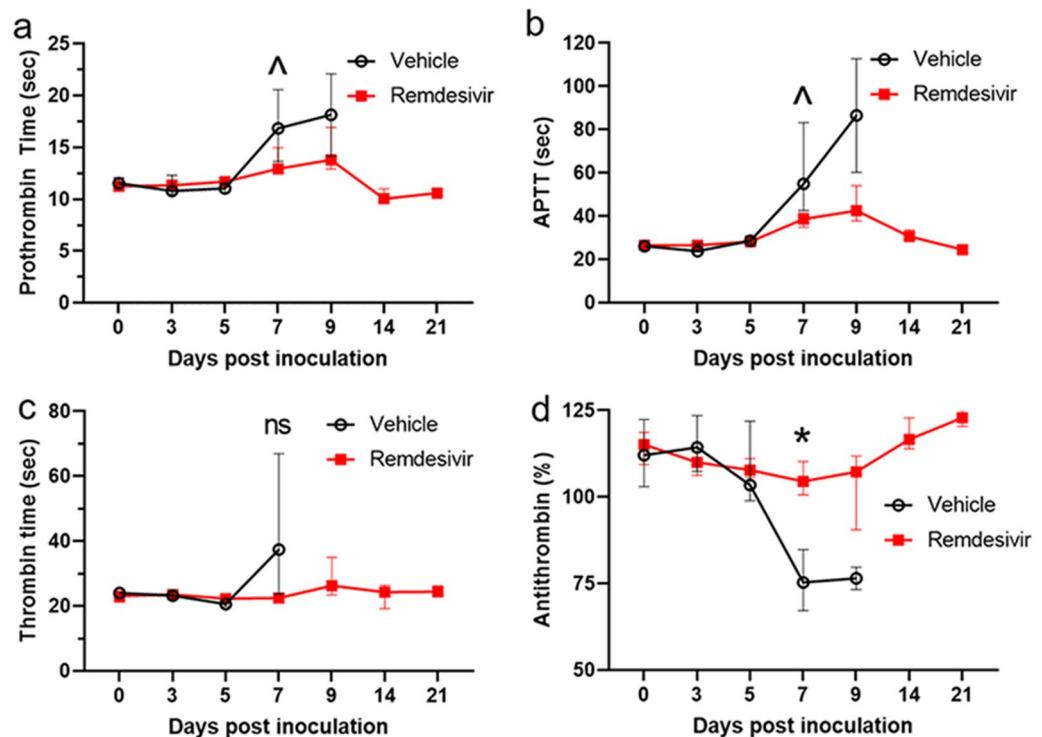 a
Prothrombin Time (sec)
25
20
15
10
5
0
^
Vehicle
Remdesivir
0 3 5 7 9 14 21
Days post inoculation
b
APTT (sec)
120
100
80
60
40
20
0
^
Vehicle
Remdesivir
0 3 5 7 9 14 21
Days post inoculation
c
Thrombin time (sec)
80
60
40
20
0
ns
Vehicle
Remdesivir
0 3 5 7 9 14 21
Days post inoculation
d
Antithrombin (%)
125
100
75
50
*
Vehicle
Remdesivir
0 3 5 7 9 14 21
Days post inoculation